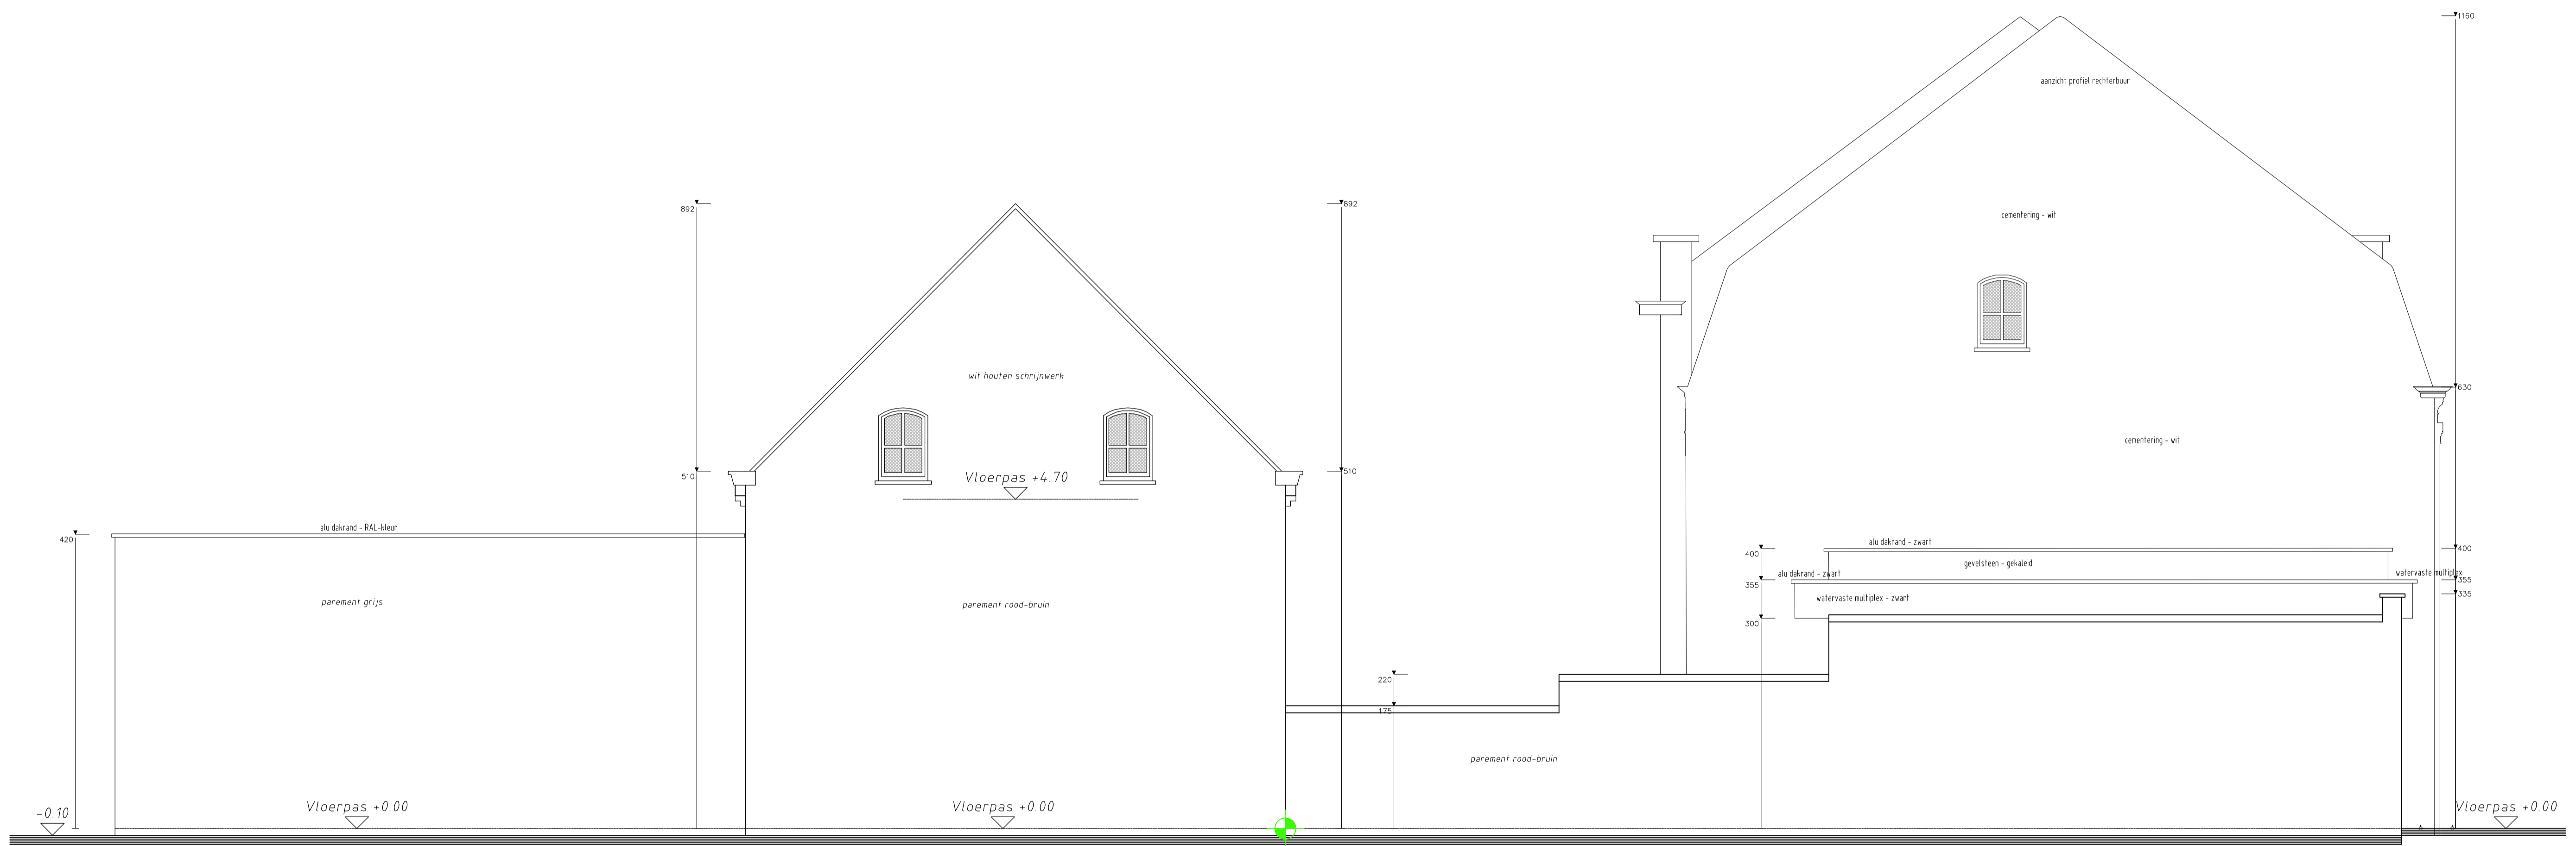 1160
aanzicht profiel rechterbuur
892
892
cementering - wit
wit houten schrijnwerk
630
cementering - wit
510
Vloerpas +4.70
510
alu dakrand - RAL-kleur
420
alu dakrand - zwart
400
400
gevelsteen - gekaleid
alu dakrand - zwart
watervaste multiplex
355
355
335
parement grijs
parement rood-bruin
watervaste multiplex - zwart
300
220
175
parement rood-bruin
-0.10
Vloerpas +0.00
Vloerpas +0.00
Vloerpas +0.00